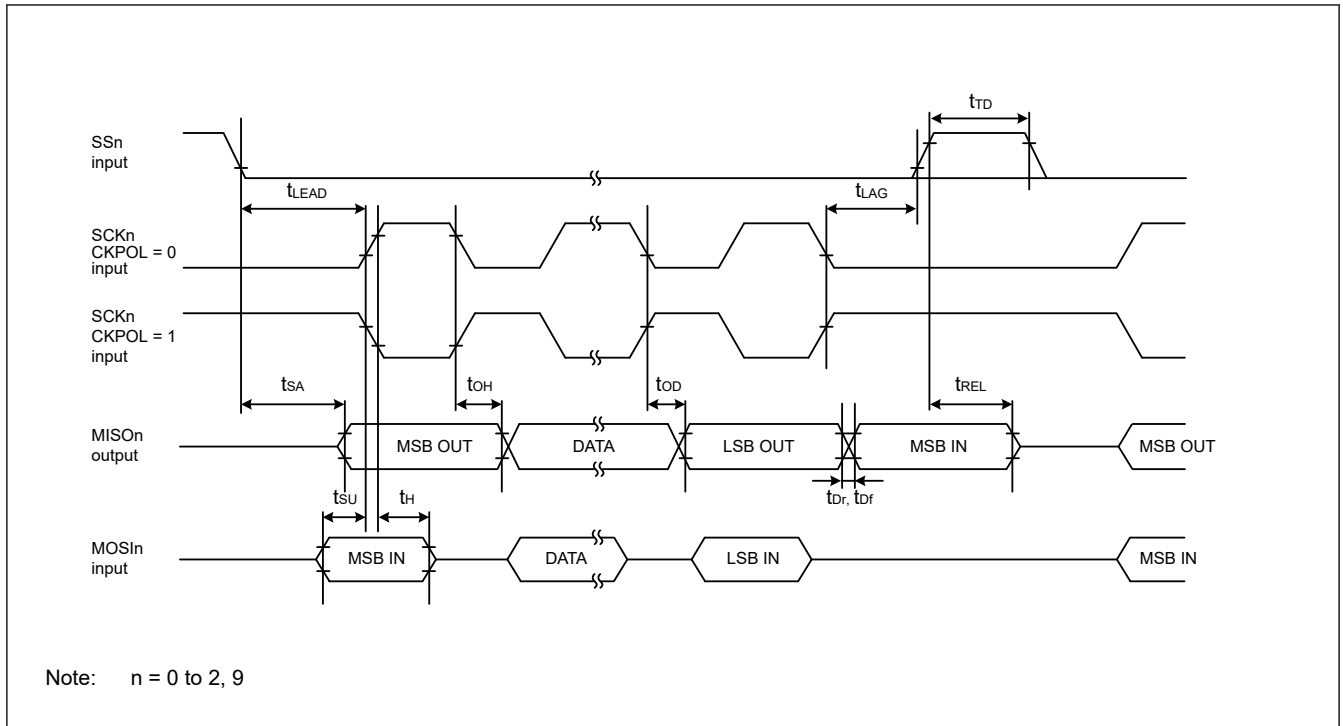 tTD
SSn
input
tLEAD
tLAG
SCKn
CKPOL = 0
input
SCKn
CKPOL = 1
input
tSA
tOH
tOD
tREL
MISOn
output
MSB OUT
DATA
LSB OUT
MSB IN
MSB OUT
tSU
tH
tDr, tDf
MOSIn
input
MSB IN
DATA
LSB IN
MSB IN
Note: n = 0 to 2, 9